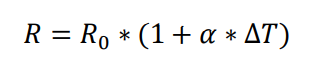 R = R₀ * (1 + α * ΔT)